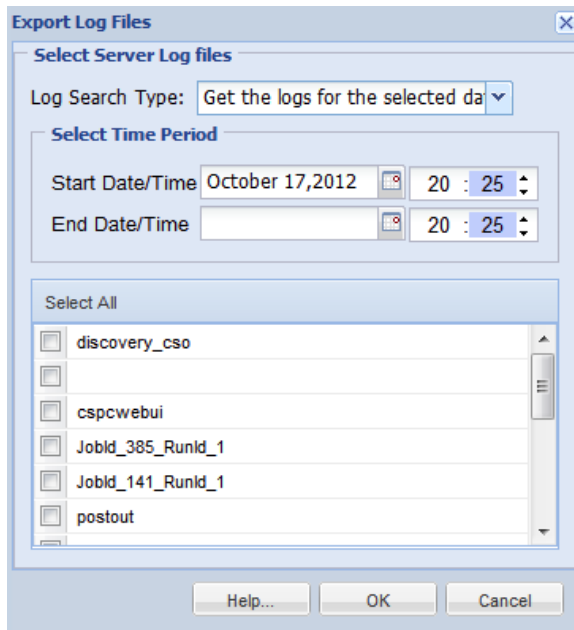 Export Log Files
Select Server Log files
Log Search Type: Get the logs for the selected da
Select Time Period
Start Date/Time October 17,2012 20 : 25
End Date/Time 20 : 25
Select All
discovery_cso
cspcwebui
JobId_385_RunId_1
JobId_141_RunId_1
postout
Help... OK Cancel